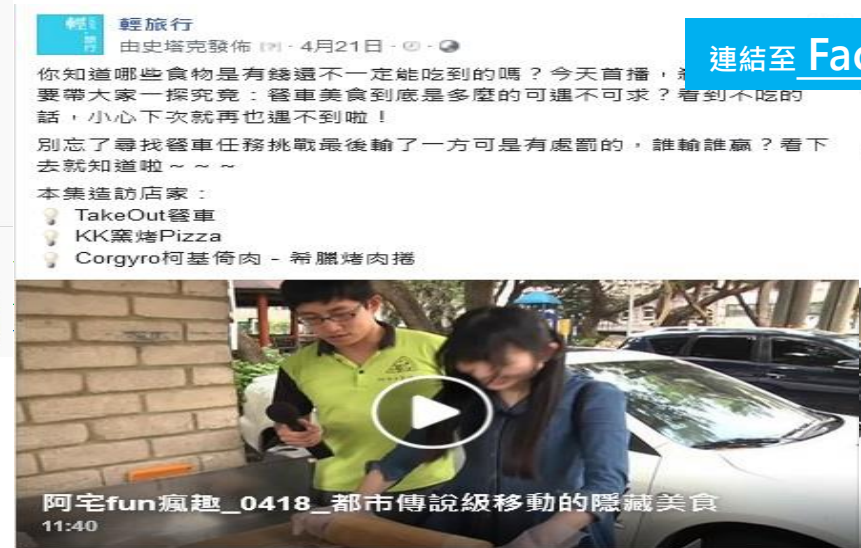 輕旅行
由史塔克發佈 [?] · 4月21日 ·
連結至 Fac
你知道哪些食物是有錢還不一定能吃到的嗎?今天首播,
要帶大家一探究竟:餐車美食到底是多麼的可遇不可求?看到不吃的
話,小心下次就再也遇不到啦!
別忘了尋找餐車任務挑戰最後輸了一方可是有處罰的,誰輸誰贏?看下
去就知道啦~~~
本集造訪店家:
TakeOut餐車
KK窯烤Pizza
Corgyro柯基倚肉 - 希臘烤肉捲
阿宅fun瘋趣_0418_都市傳說級移動的隱藏美食
11:40